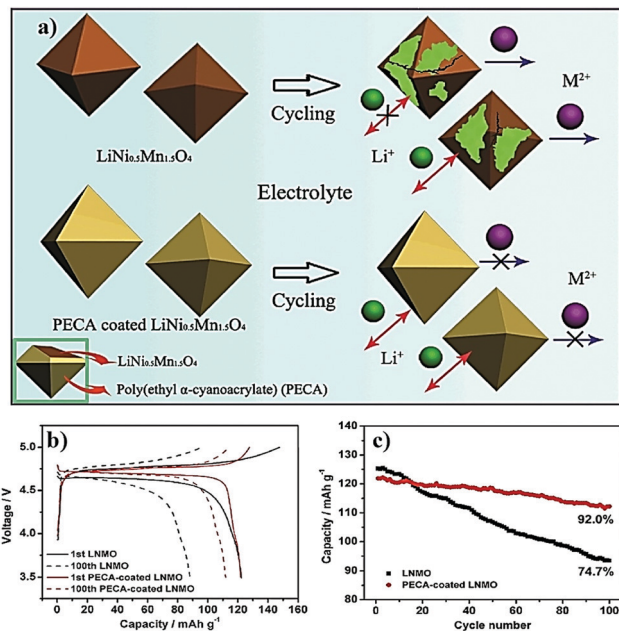 a)
M²⁺
Cycling
Li⁺
LiNi₀.₅Mn₁.₅O₄
Electrolyte
M²⁺
Cycling
PECA coated LiNi₀.₅Mn₁.₅O₄
Li⁺
LiNi₀.₅Mn₁.₅O₄
Poly(ethyl α-cyanoacrylate) (PECA)
b)
Voltage / V
5.0
4.5
4.0
3.5
1st LNMO
100th LNMO
1st PECA-coated LNMO
100th PECA-coated LNMO
0 20 40 60 80 100 120 140 160
Capacity / mAh g⁻¹
c)
Capacity / mAh g⁻¹
140
130
120
110
100
90
80
92.0%
74.7%
LNMO
PECA-coated LNMO
0 20 40 60 80 100
Cycle number